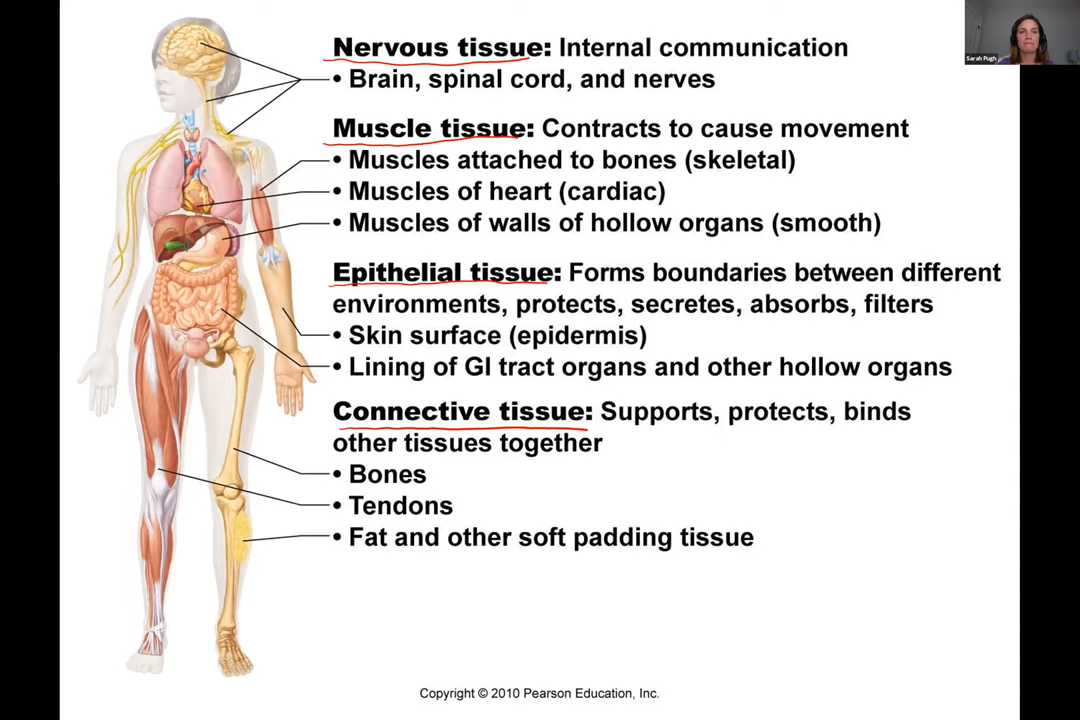 Nervous tissue: Internal communication
• Brain, spinal cord, and nerves
Muscle tissue: Contracts to cause movement
• Muscles attached to bones (skeletal)
• Muscles of heart (cardiac)
• Muscles of walls of hollow organs (smooth)
Epithelial tissue: Forms boundaries between different
environments, protects, secretes, absorbs, filters
• Skin surface (epidermis)
• Lining of GI tract organs and other hollow organs
Connective tissue: Supports, protects, binds
other tissues together
• Bones
• Tendons
• Fat and other soft padding tissue
Copyright © 2010 Pearson Education, Inc.
Sarah Pugh